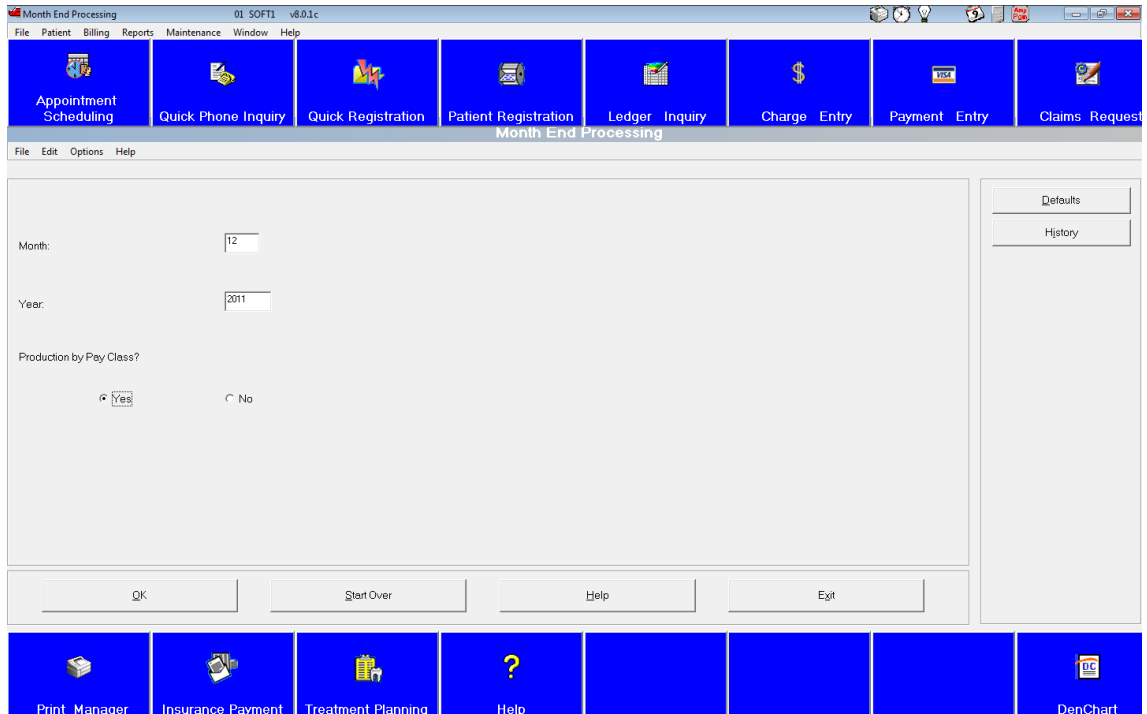 Month End Processing 01 SOFT1 v8.0.1c
File Patient Billing Reports Maintenance Window Help
Appointment Scheduling Quick Phone Inquiry Quick Registration Patient Registration Ledger Inquiry Charge Entry Payment Entry Claims Request
Month End Processing
File Edit Options Help
Defaults
History
Month: 12
Year: 2011
Production by Pay Class?
Yes No
OK Start Over Help Exit
Print Manager Insurance Payment Treatment Planning Help DenChart